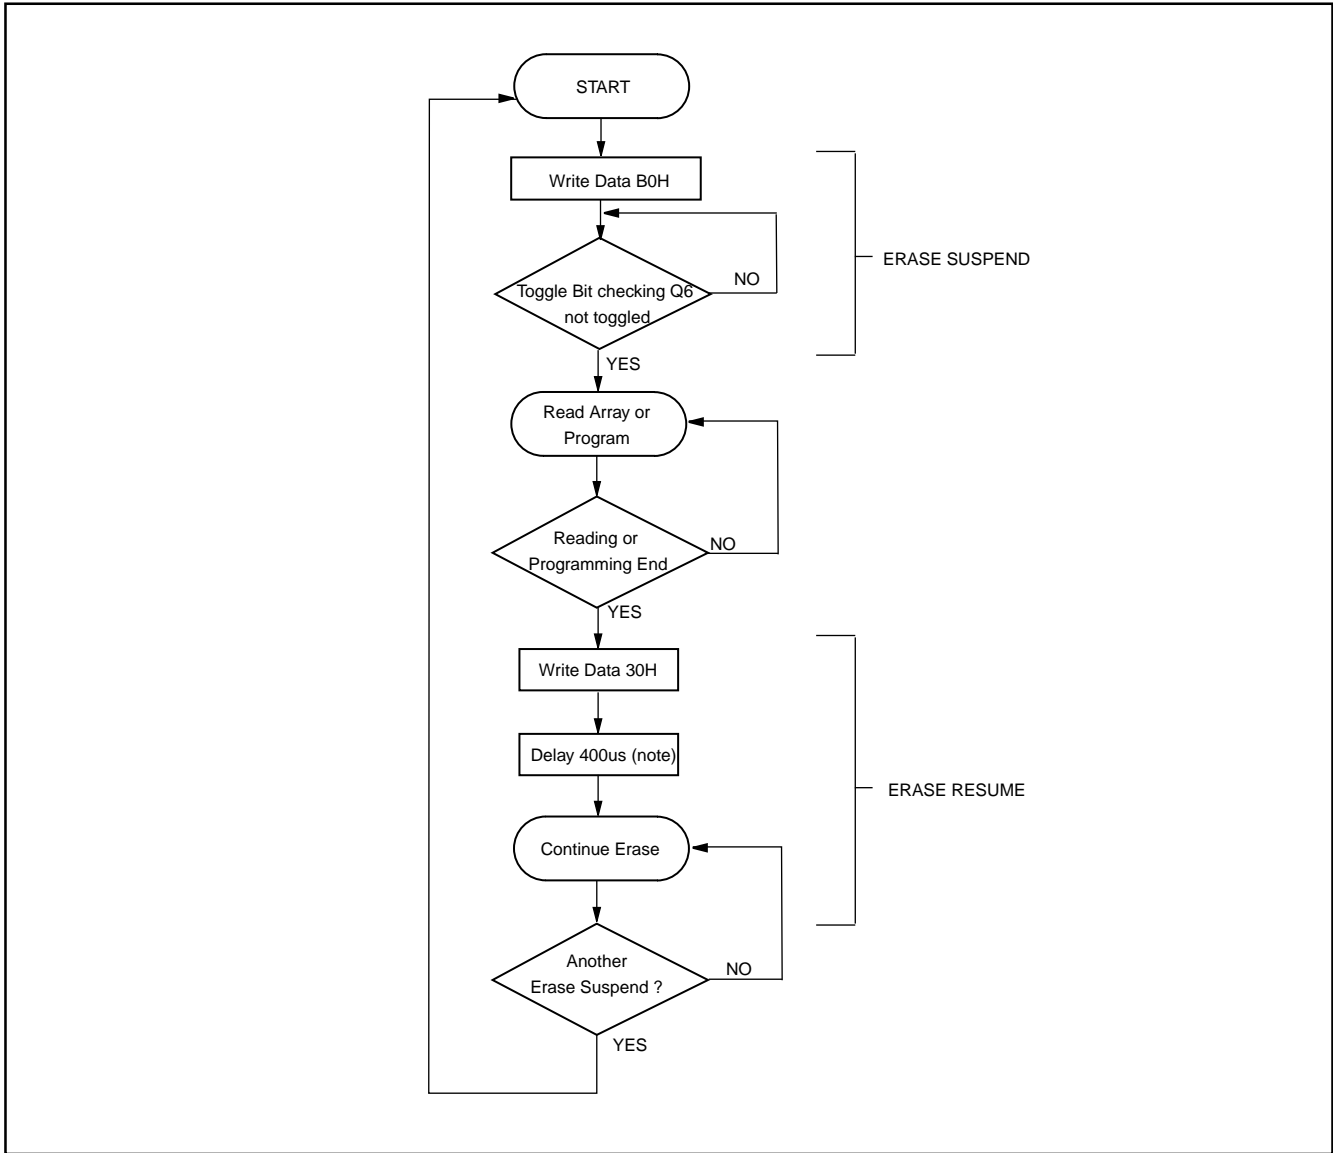 START
Write Data B0H
ERASE SUSPEND
NO
Toggle Bit checking Q6
not toggled
YES
Read Array or
Program
Reading or
NO
Programming End
YES
Write Data 30H
Delay 400us (note)
ERASE RESUME
Continue Erase
Another
NO
Erase Suspend ?
YES